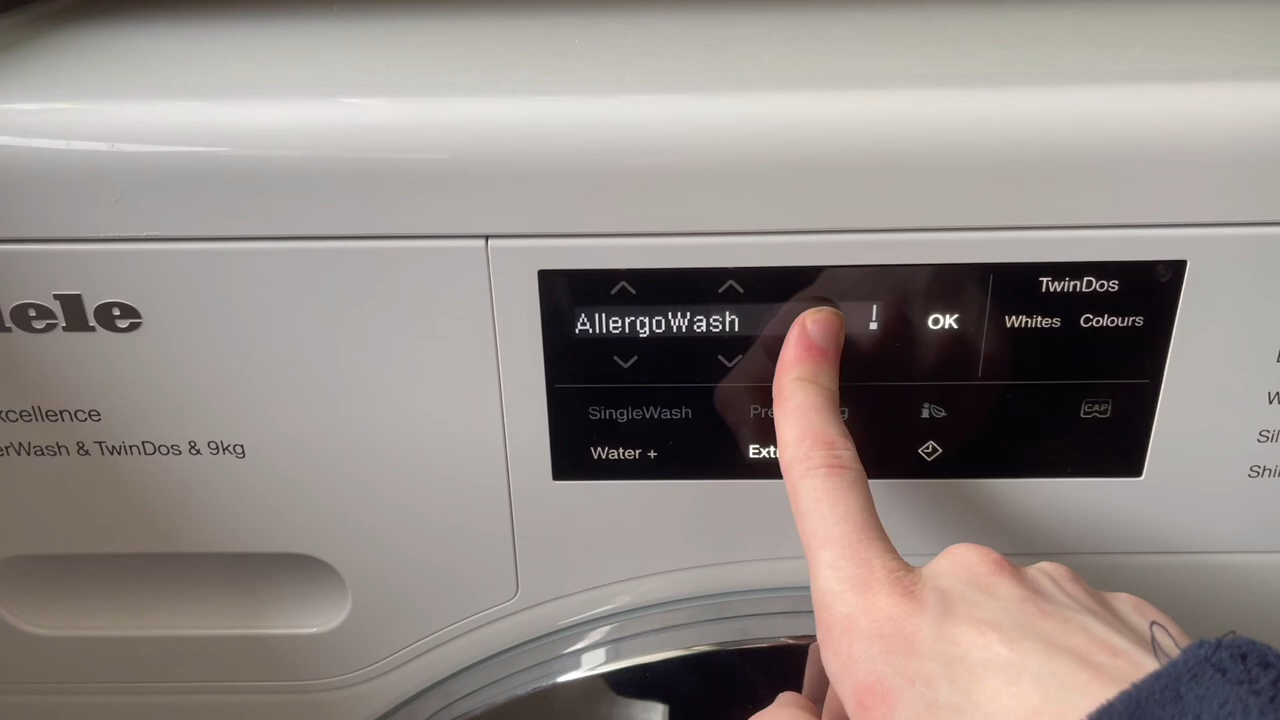 iele
xcellence
erWash & TwinDos & 9kg
AllergoWash !
OK
TwinDos
Whites Colours
SingleWash
Water +
CAP